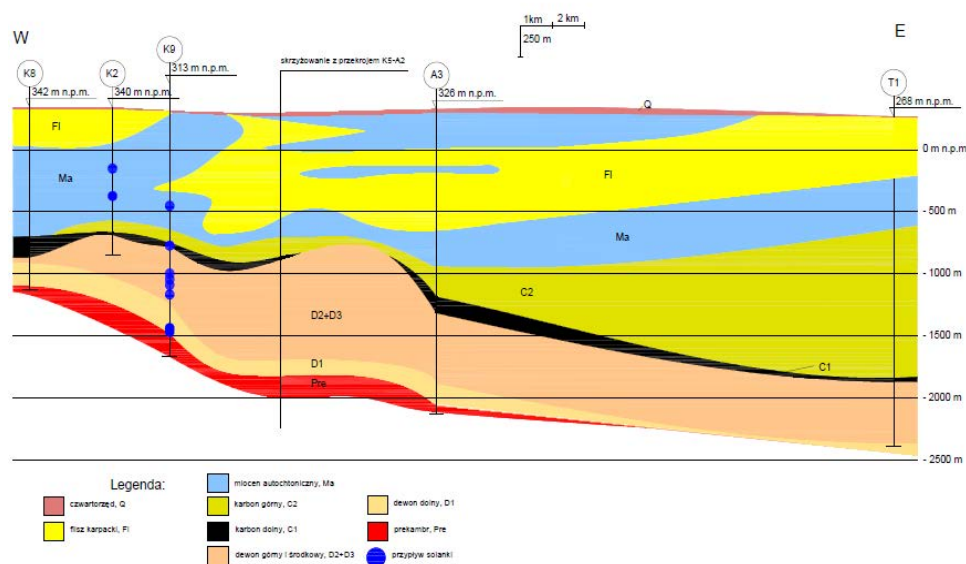 W
E
1km 2 km
250 m
K8
342 m n.p.m.
K2
340 m n.p.m.
K9
313 m n.p.m.
skrzyżowanie z przekrojem K5-A2
A3
326 m n.p.m.
Q
T1
268 m n.p.m.
0 m n.p.m
- 500 m
- 1000 m
- 1500 m
- 2000 m
- 2500 m
Fl
Ma
Fl
Ma
C2
D2+D3
C1
D1
Pre
Legenda:
czwartorzęd, Q
flisz karpacki, Fl
miocen autochtoniczny, Ma
karbon górny, C2
karbon dolny, C1
dewon górny i środkowy, D2+D3
dewon dolny, D1
prekambr, Pre
przypływ solanki